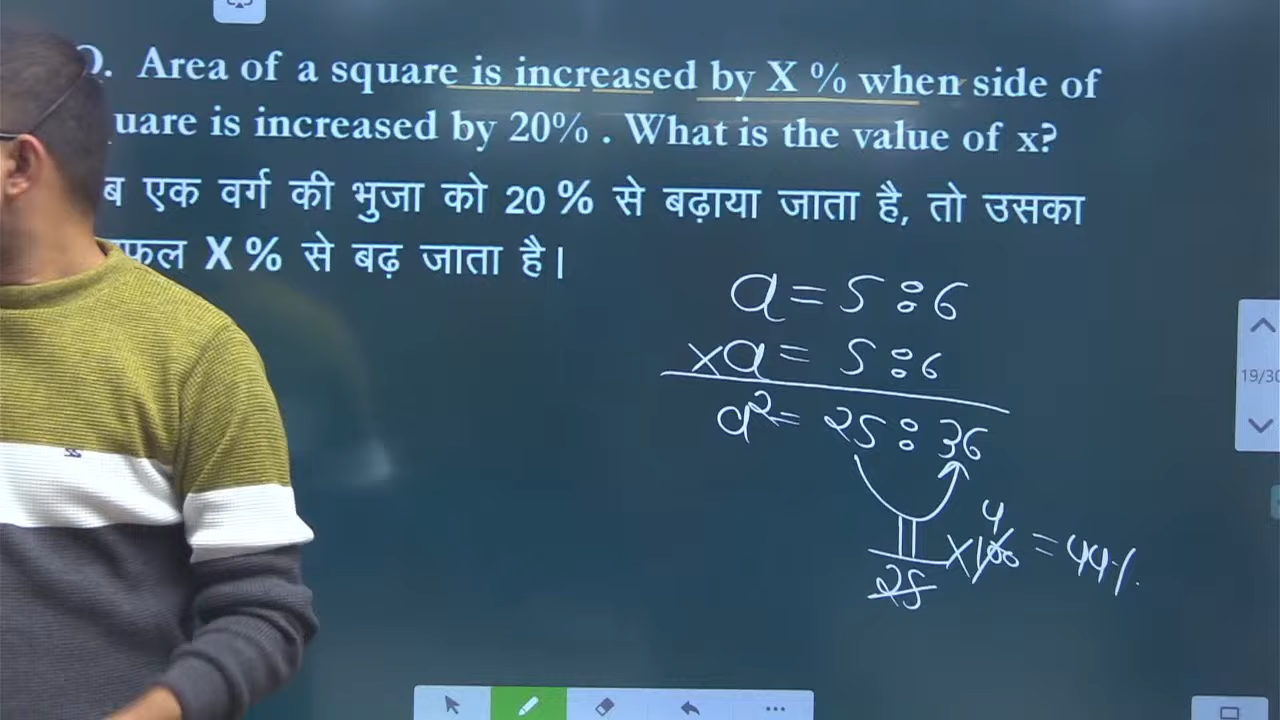 Q. Area of a square is increased by X % when side of
uare is increased by 20% . What is the value of x?
ब एक वर्ग की भुजा को 20 % से बढ़ाया जाता है, तो उसका
फल X % से बढ़ जाता है।
a = 5 : 6
× a = 5 : 6
a² = 25 : 36
11/25 × 100 4 = 44%
19/30